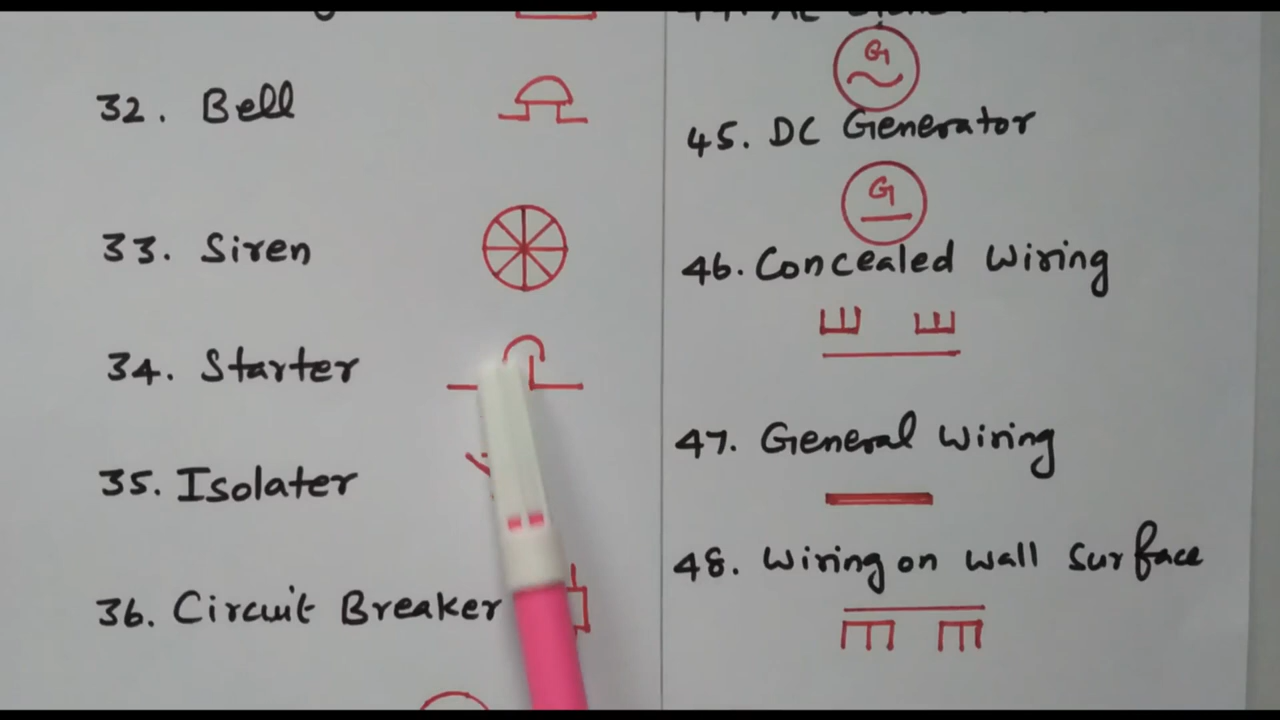 32. Bell
33. Siren
34. Starter
35. Isolater
36. Circuit Breaker
G
45. DC Generator
G
46. Concealed Wiring
47. General Wiring
48. Wiring on wall surface